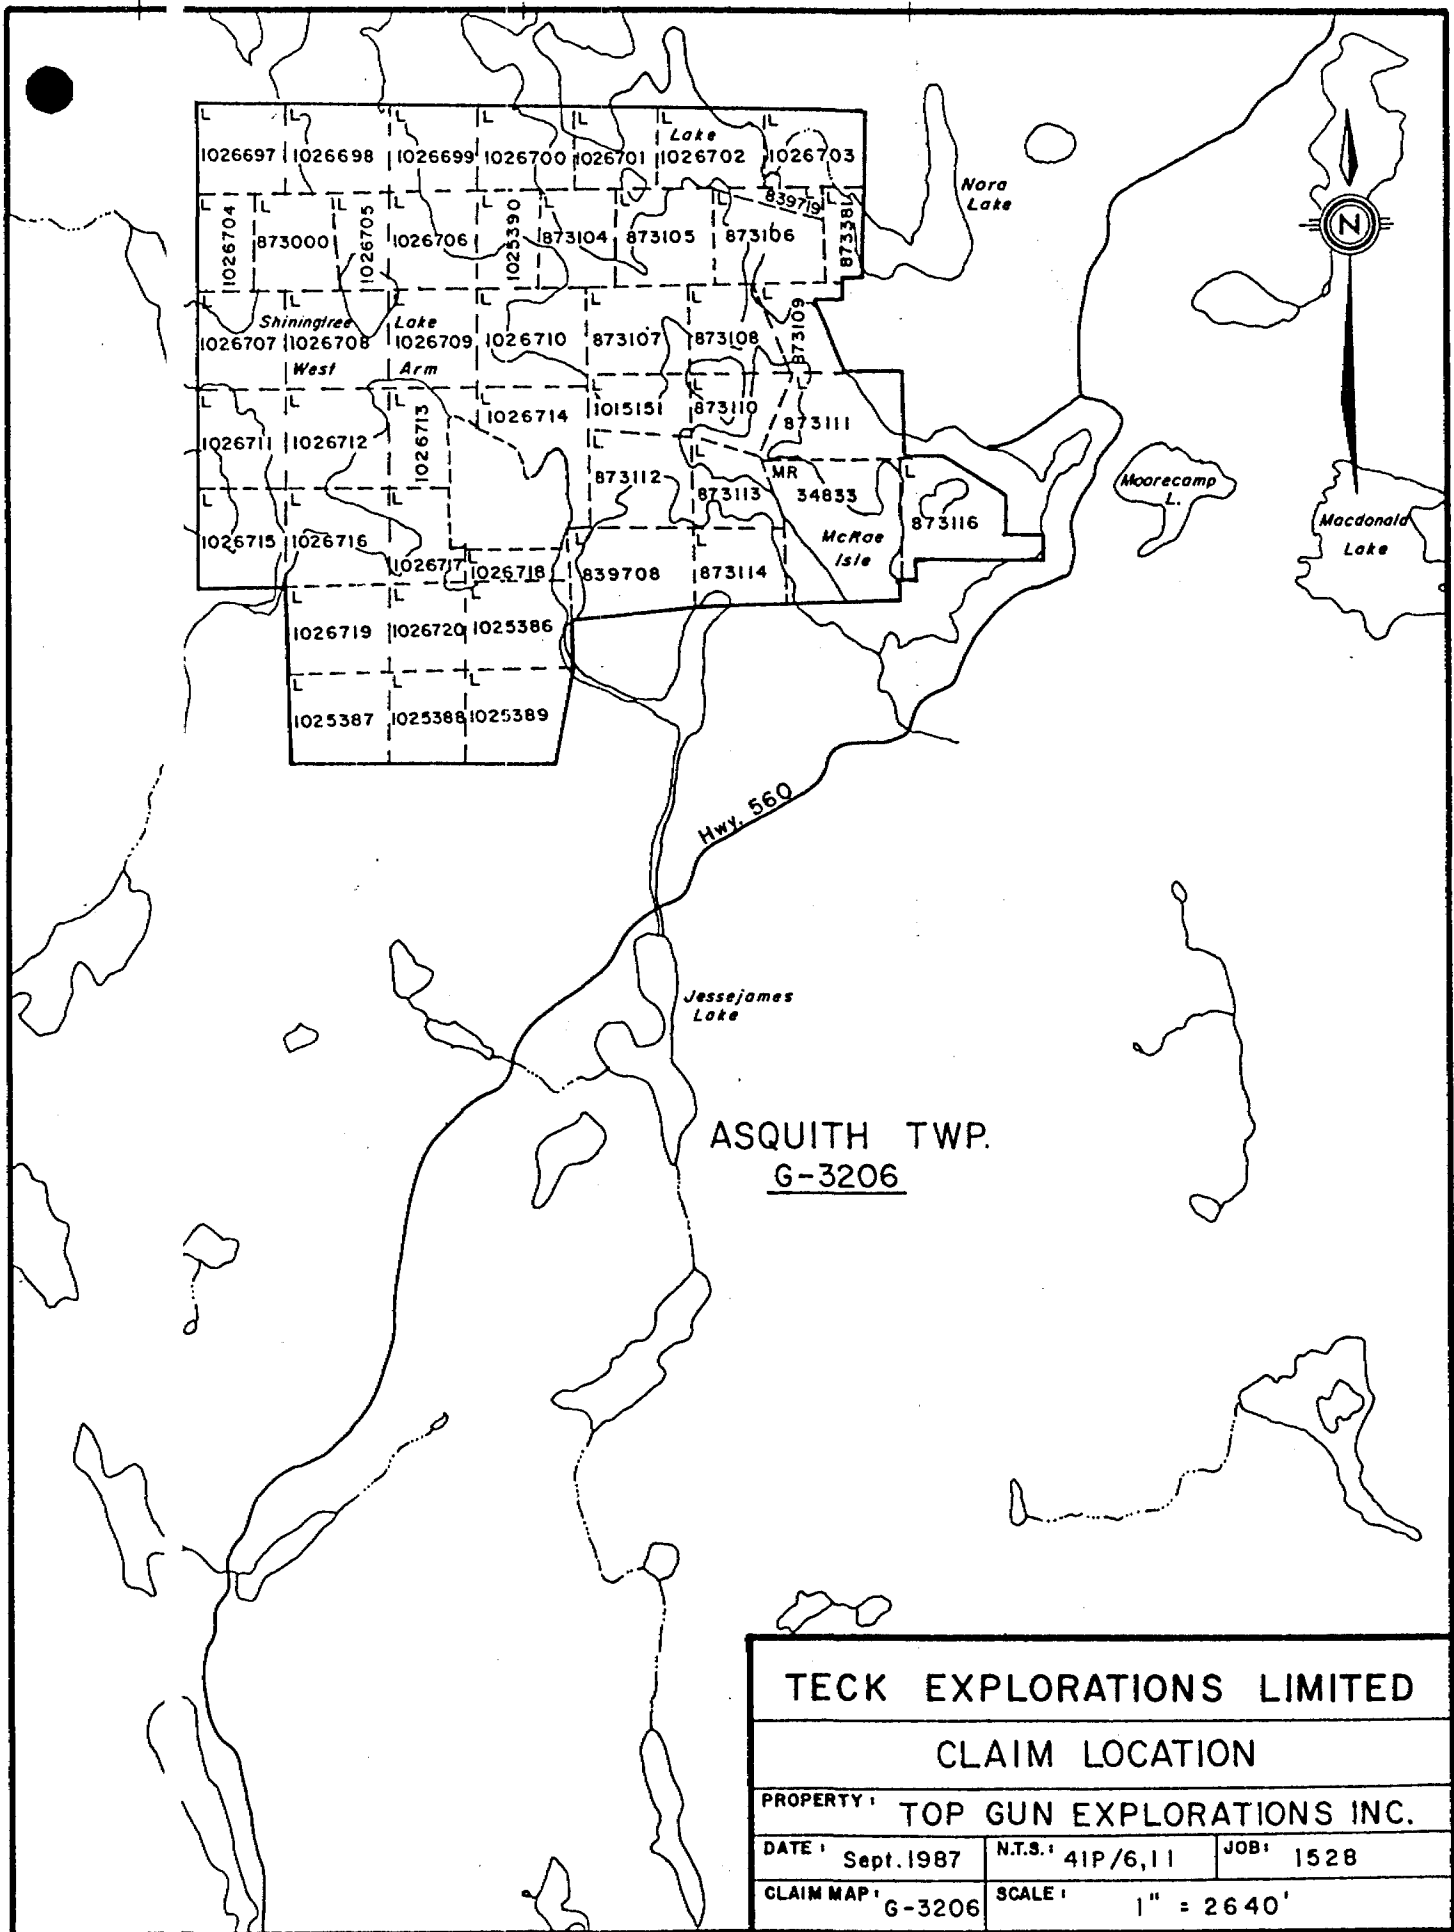 L L L L L L L
Lake
1026697 1026698 1026699 1026700 1026701 1026702 1026703
Nora
Lake
L L L L L L L
1026704 873000 1026705 1026706 1025390 873104 873105 873106 839719 873381
N
L L L L L L L
Shiningtree Lake
1026707 1026708 1026709 1026710 873107 873108 873109
West Arm
L L L L L L L
1026711 1026712 1026713 1026714 1015151 873110 873111
L L MR L
873112 873113 34833 873116
Moorecamp
L.
Macdonald
Lake
L L L
1026715 1026716 1026717 1026718 839708 873114
McRae
Isle
L L L
1026719 1026720 1025386
L L L
1025387 1025388 1025389
Hwy. 560
Jessejames
Lake
ASQUITH TWP.
G-3206
TECK EXPLORATIONS LIMITED
CLAIM LOCATION
PROPERTY: TOP GUN EXPLORATIONS INC.
DATE: Sept. 1987 N.T.S.: 41P/6,11 JOB: 1528
CLAIM MAP: G-3206 SCALE: 1" = 2640'